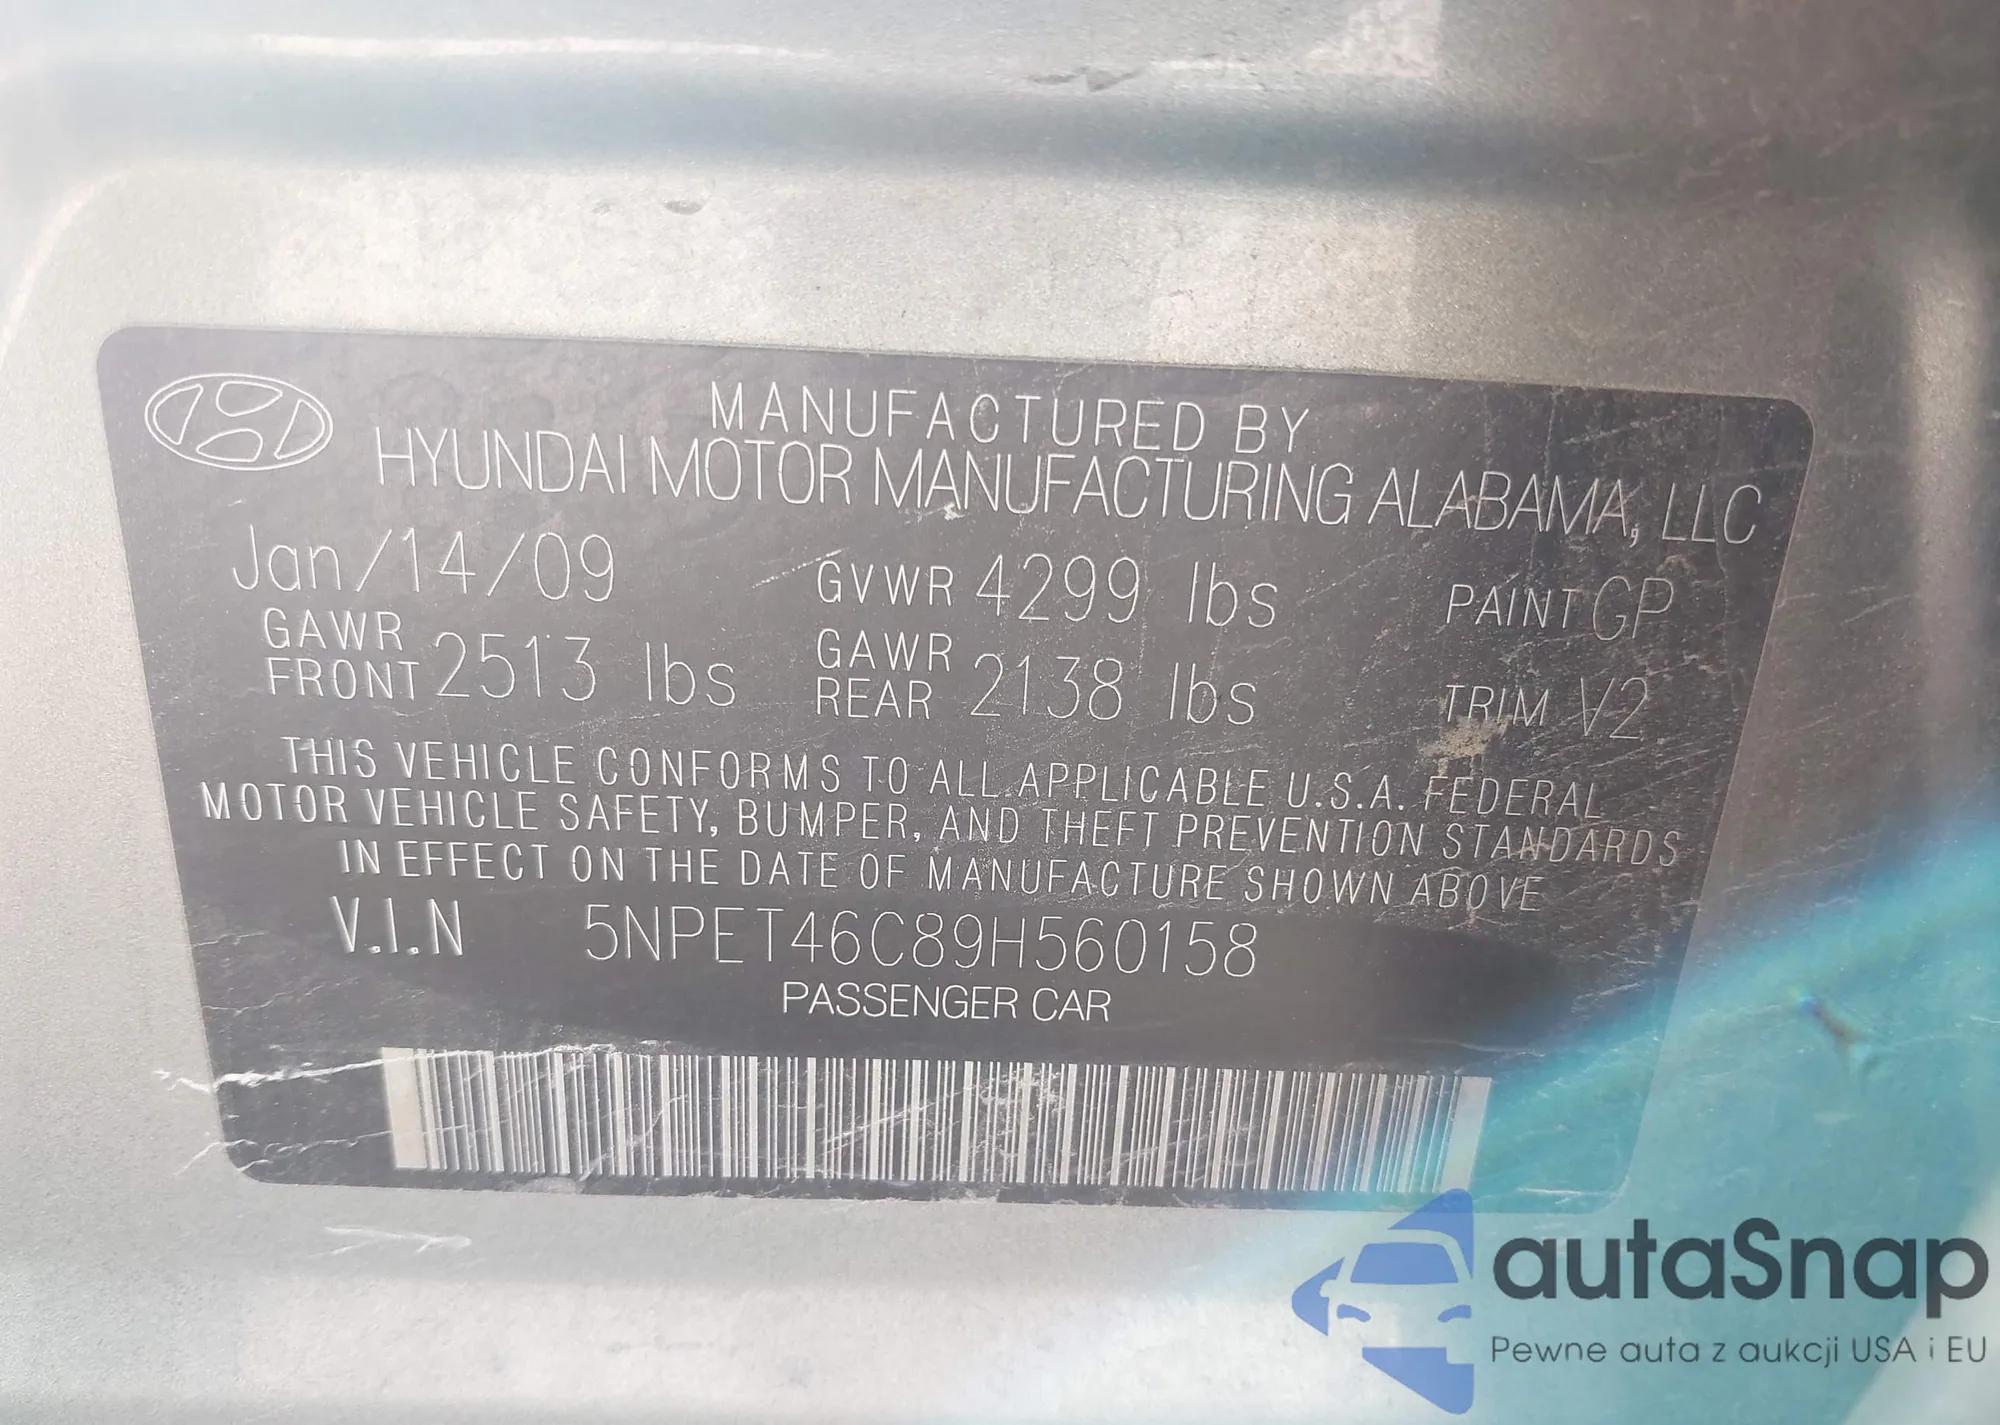 MANUFACTURED BY
HYUNDAI MOTOR MANUFACTURING ALABAMA, LLC
Jan/14/09 GVWR 4299 lbs PAINT GP
GAWR FRONT 2513 lbs GAWR REAR 2138 lbs TRIM V2
THIS VEHICLE CONFORMS TO ALL APPLICABLE U.S.A. FEDERAL
MOTOR VEHICLE SAFETY, BUMPER, AND THEFT PREVENTION STANDARDS
IN EFFECT ON THE DATE OF MANUFACTURE SHOWN ABOVE
V.I.N 5NPET46C89H560158
PASSENGER CAR
autaSnap
Pewne auta z aukcji USA i EU